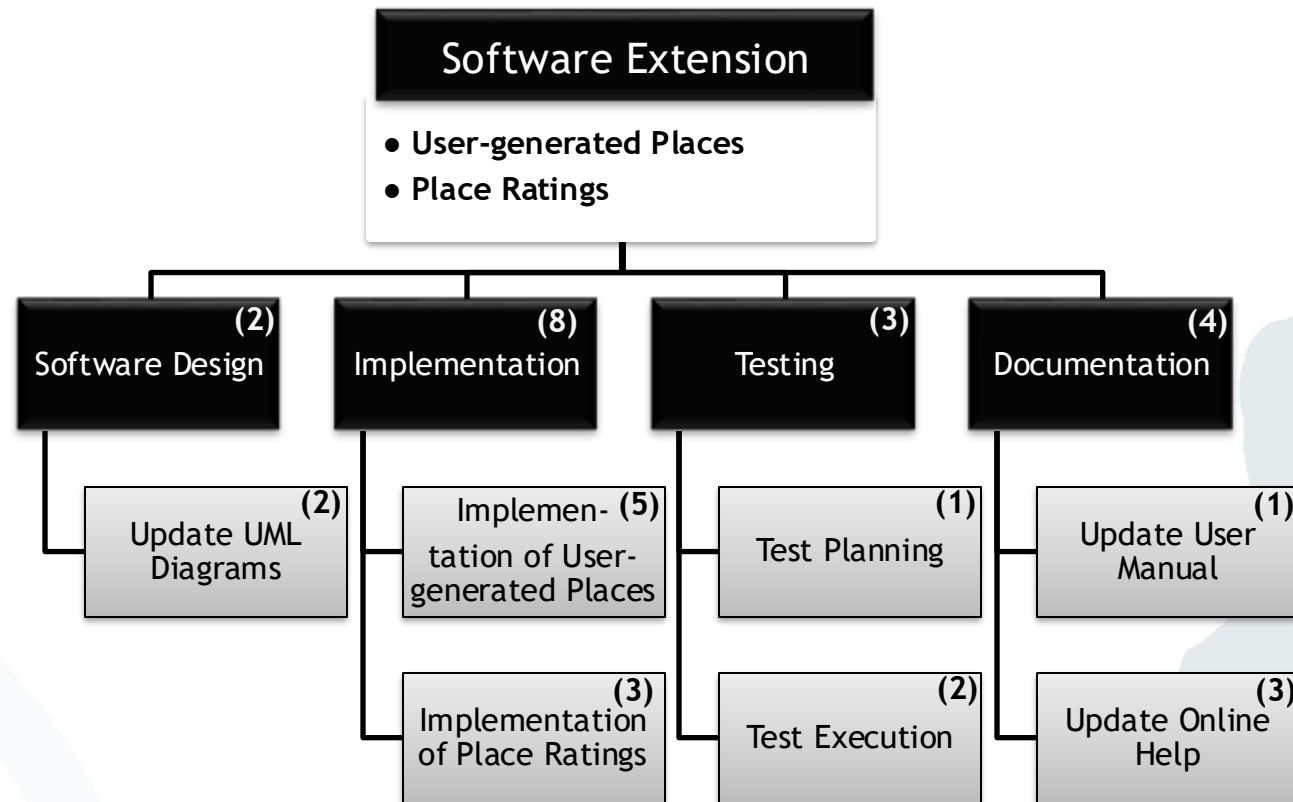 Software Extension
● User-generated Places
● Place Ratings
(2)
Software Design
(8)
Implementation
(3)
Testing
(4)
Documentation
(2)
Update UML
Diagrams
Implemen- (5)
tation of User-
generated Places
(1)
Test Planning
(1)
Update User
Manual
(3)
Implementation
of Place Ratings
(2)
Test Execution
(3)
Update Online
Help